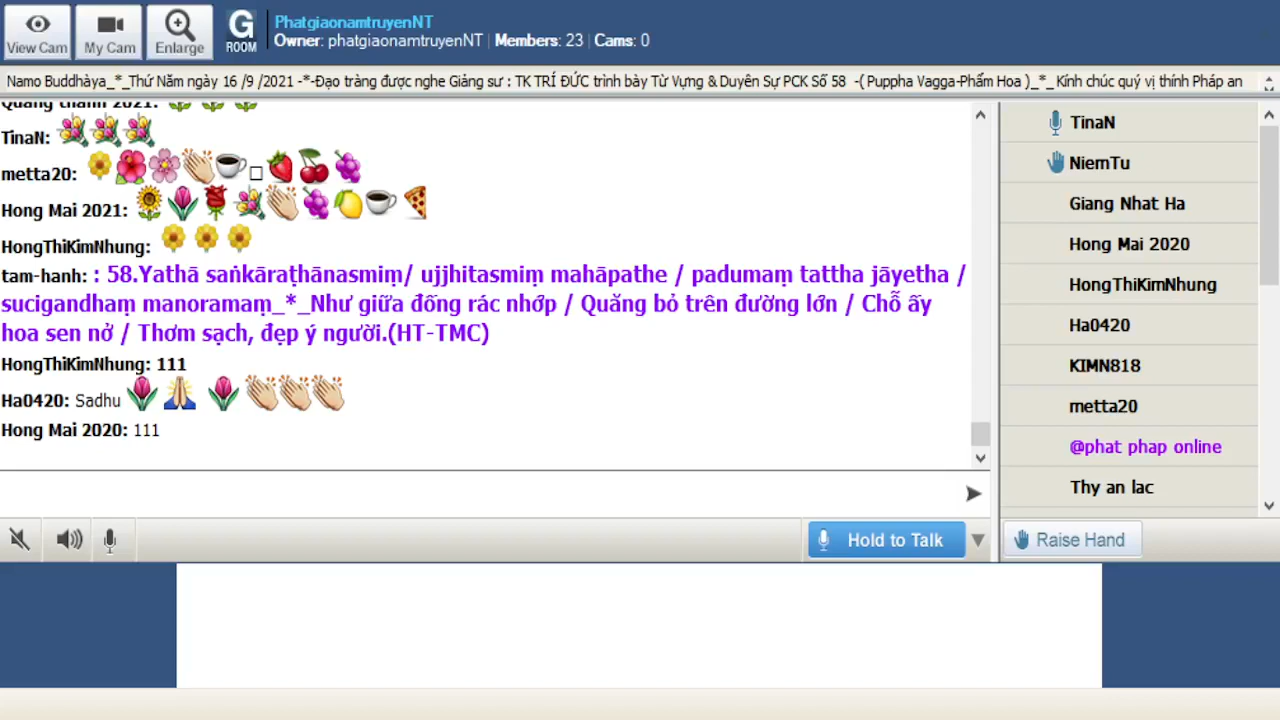 View Cam
My Cam
Enlarge
G
ROOM
PhatgiaonamtruyenNT
Owner: phatgiaonamtruyenNT | Members: 23 | Cams: 0
Namo Buddhàya_*_Thứ Năm ngày 16 /9 /2021 -*-Đạo tràng được nghe Giảng sư : TK TRÍ ĐỨC trình bày Từ Vựng & Duyên Sự PCK Số 58 -( Puppha Vagga-Phẩm Hoa )_*_ Kính chúc quý vị thính Pháp an
Quang thanh 2021:
TinaN:
metta20:
Hong Mai 2021:
HongThiKimNhung:
tam-hanh: : 58.Yathā saṅkāraṭhānasmiṃ/ ujjhitasmiṃ mahāpathe / padumaṃ tattha jāyetha /
sucigandhaṃ manoramaṃ_*_Như giữa đống rác nhớp / Quăng bỏ trên đường lớn / Chỗ ấy
hoa sen nở / Thơm sạch, đẹp ý người.(HT-TMC)
HongThiKimNhung: 111
Ha0420: Sadhu
Hong Mai 2020: 111
Hold to Talk
TinaN
NiemTu
Giang Nhat Ha
Hong Mai 2020
HongThiKimNhung
Ha0420
KIMN818
metta20
@phat phap online
Thy an lac
Raise Hand